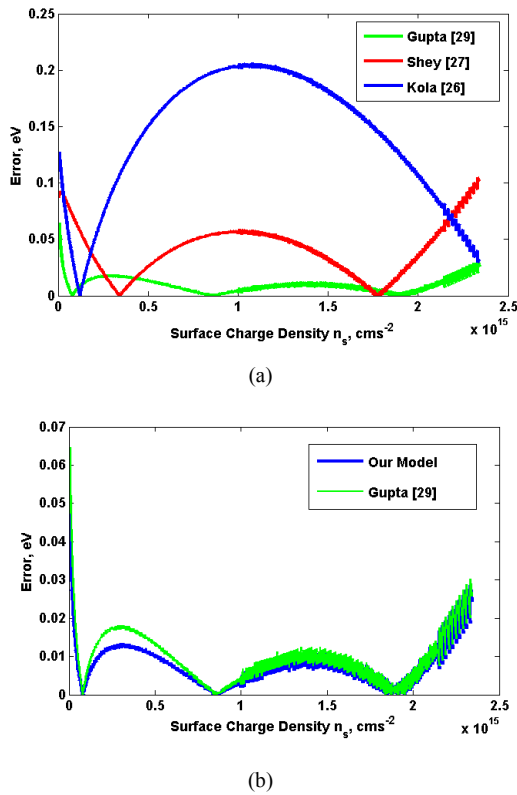 0.25
0.2
0.15
0.1
0.05
0
Error, eV
Gupta [29]
Shey [27]
Kola [26]
0 0.5 1 1.5 2 2.5
x 10^15
Surface Charge Density n_s, cms^-2
(a)
0.07
0.06
0.05
0.04
0.03
0.02
0.01
0
Error, eV
Our Model
Gupta [29]
0 0.5 1 1.5 2 2.5
x 10^15
Surface Charge Density n_s, cms^-2
(b)